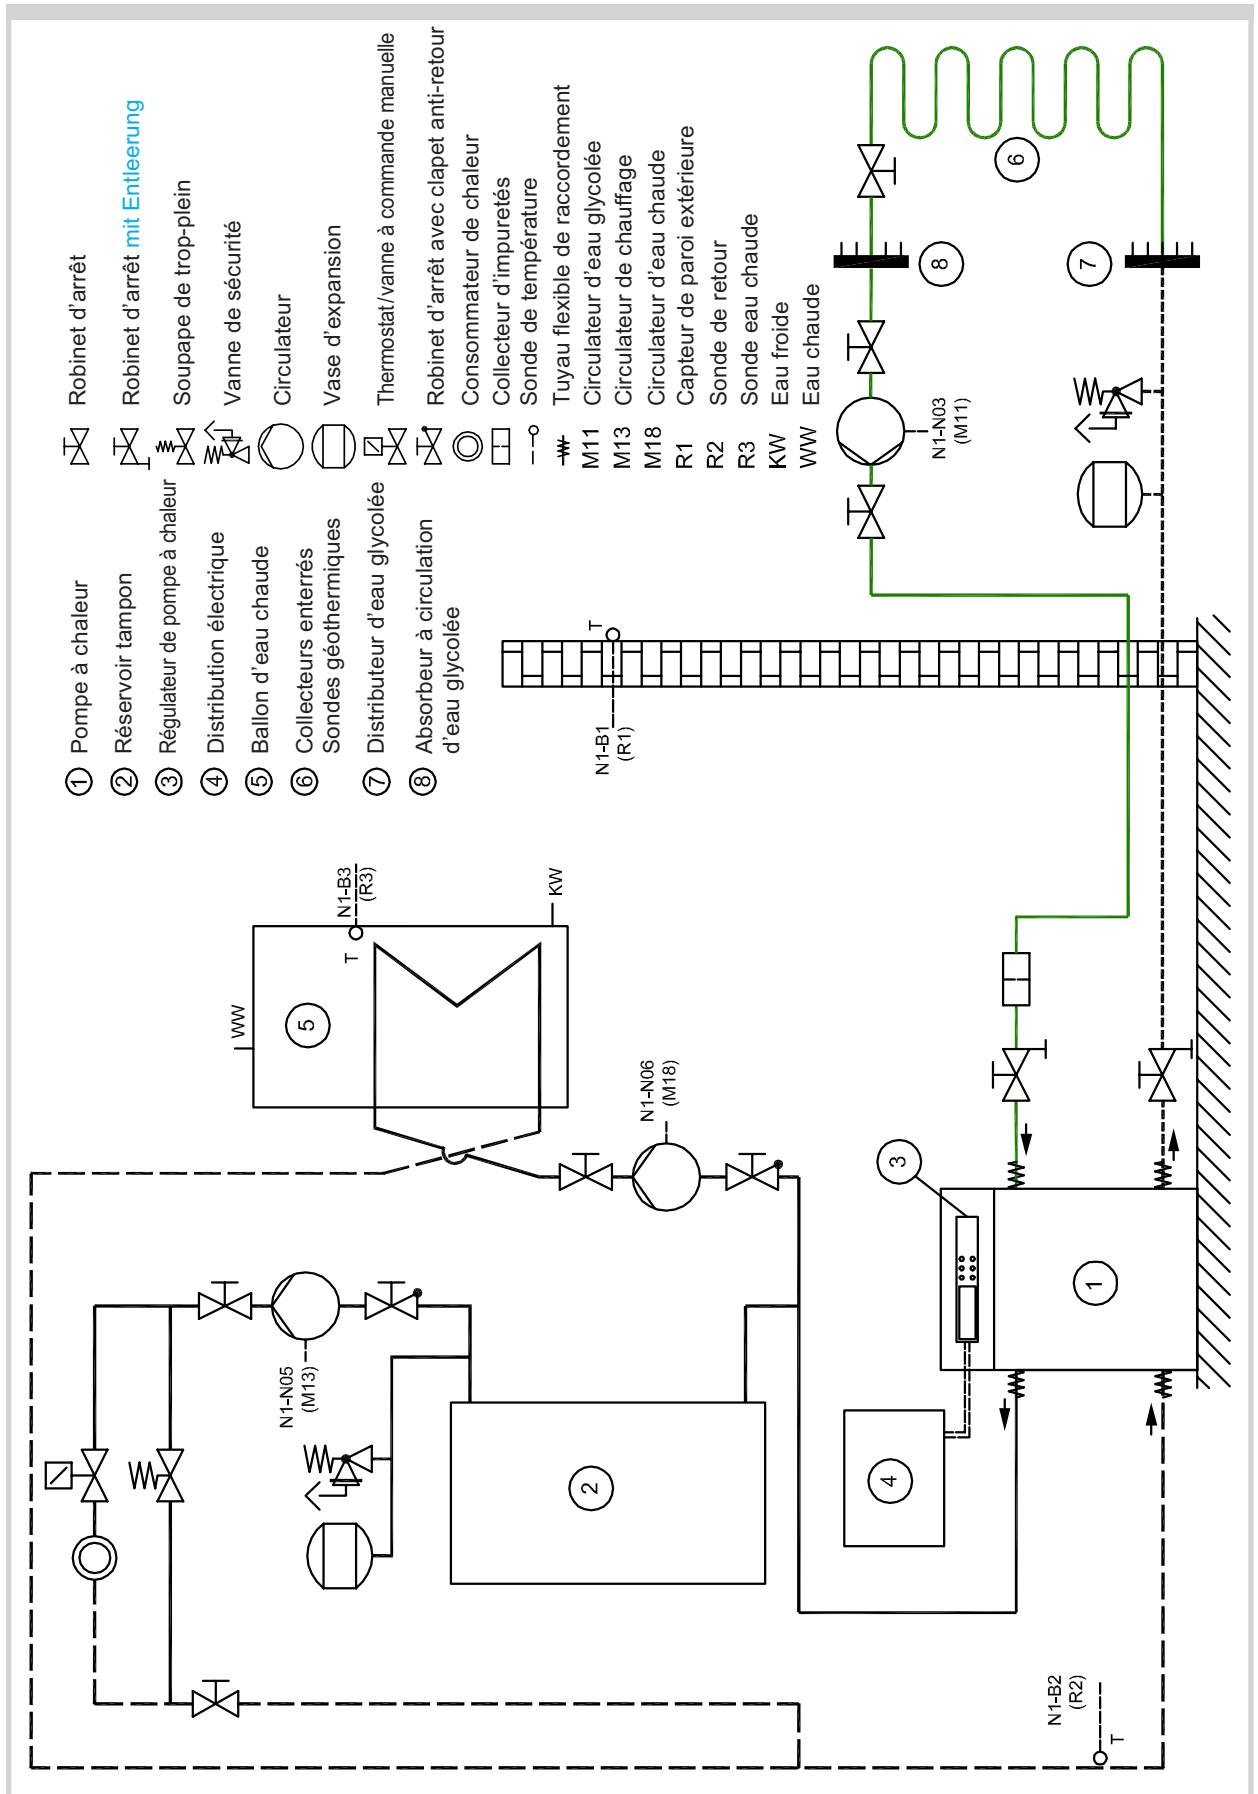 Robinet d'arrêt
Robinet d'arrêt mit Entleerung
Soupape de trop-plein
Vanne de sécurité
Circulateur
Vase d'expansion
Thermostat/vanne à commande manuelle
Robinet d'arrêt avec clapet anti-retour
Consommateur de chaleur
Collecteur d'impuretés
Sonde de température
Tuyau flexible de raccordement
M11 Circulateur d'eau glycolée
M13 Circulateur de chauffage
M18 Circulateur d'eau chaude
R1 Capteur de paroi extérieure
R2 Sonde de retour
R3 Sonde eau chaude
KW Eau froide
WW Eau chaude
1 Pompe à chaleur
2 Réservoir tampon
3 Régulateur de pompe à chaleur
4 Distribution électrique
5 Ballon d'eau chaude
6 Collecteurs enterrés
Sondes géothermiques
7 Distributeur d'eau glycolée
8 Absorbeur à circulation
d'eau glycolée
6
8
7
N1-N03
(M11)
T
N1-B1
(R1)
N1-B3
(R3)
T
KW
WW
5
N1-N06
(M18)
3
1
N1-N05
(M13)
2
4
N1-B2
(R2)
T